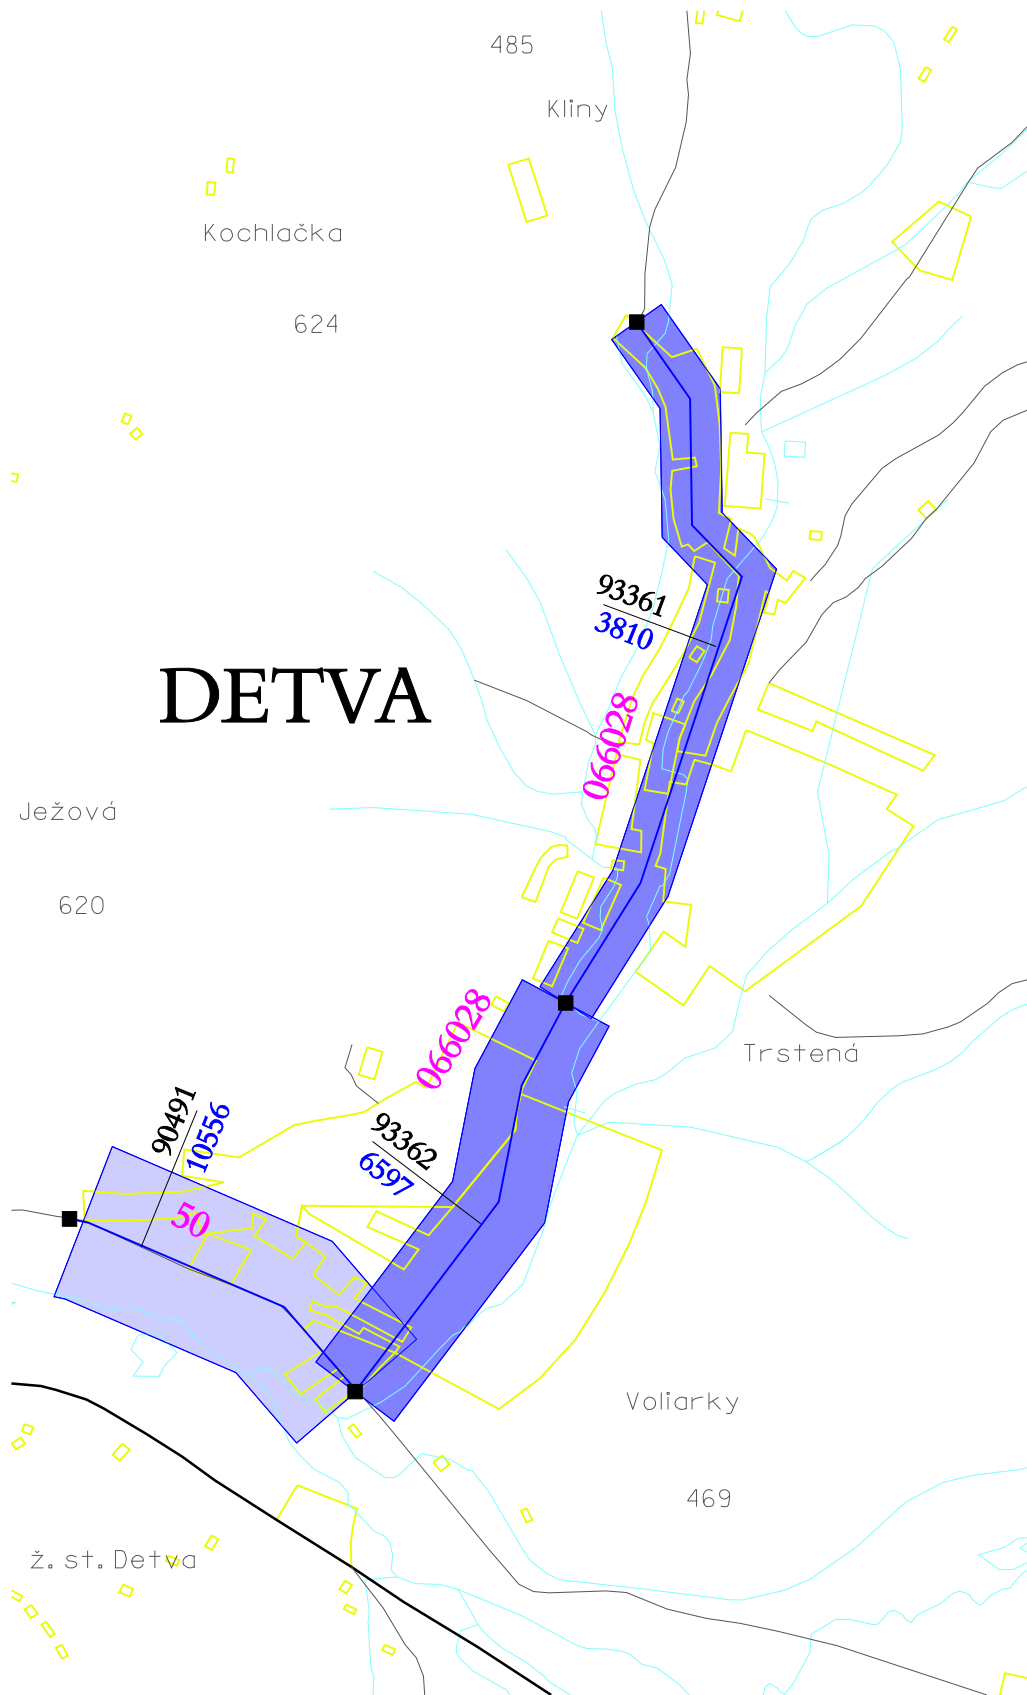 485
Kliny
Kochlačka
624
93361
3810
DETVA
066028
Ježová
620
066028
Trstená
90491
10556
93362
6597
50
Voliarky
469
ž.st.Detva